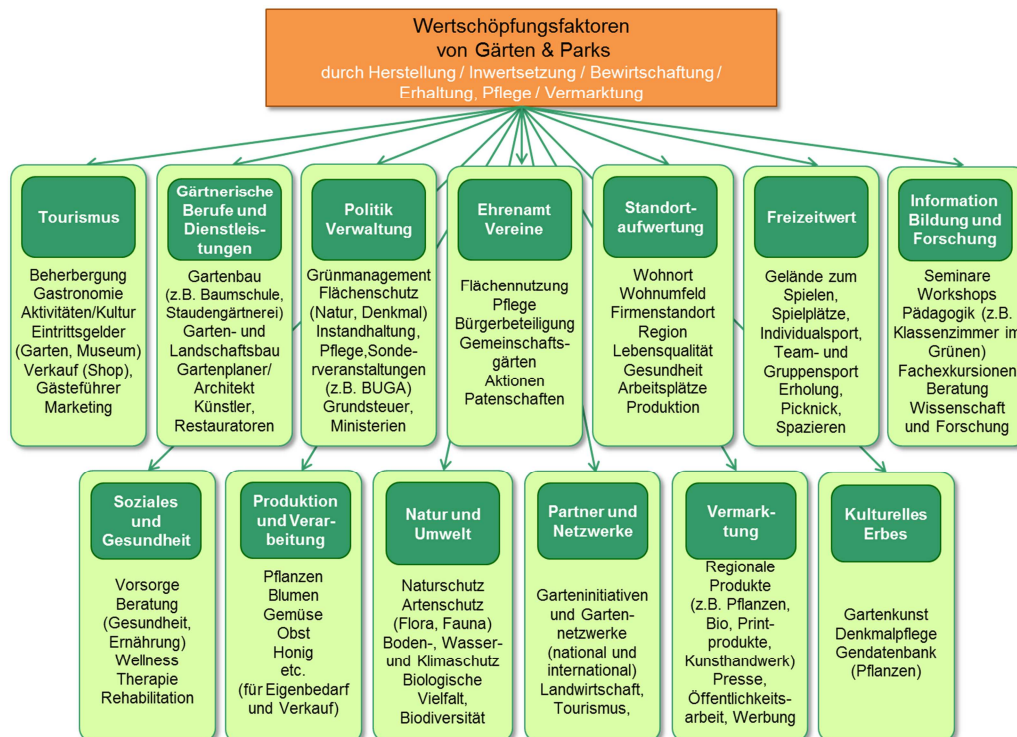 Wertschöpfungsfaktoren
von Gärten & Parks
durch Herstellung / Inwertsetzung / Bewirtschaftung /
Erhaltung, Pflege / Vermarktung
Tourismus
Beherbergung
Gastronomie
Aktivitäten/Kultur
Eintrittsgelder
(Garten, Museum)
Verkauf (Shop),
Gästeführer
Marketing
Gärtnerische
Berufe und
Dienstleis-
tungen
Gartenbau
(z.B. Baumschule,
Staudengärtnerei)
Garten- und
Landschaftsbau
Gartenplaner/
Architekt
Künstler,
Restauratoren
Politik
Verwaltung
Grünmanagement
Flächenschutz
(Natur, Denkmal)
Instandhaltung,
Pflege,Sonde-
rveranstaltungen
(z.B. BUGA)
Grundsteuer,
Ministerien
Ehrenamt
Vereine
Flächennutzung
Pflege
Bürgerbeteiligung
Gemeinschafts-
gärten
Aktionen
Patenschaften
Standort-
aufwertung
Wohnort
Wohnumfeld
Firmenstandort
Region
Lebensqualität
Gesundheit
Arbeitsplätze
Produktion
Freizeitwert
Gelände zum
Spielen,
Spielplätze,
Individualsport,
Team- und
Gruppensport
Erholung,
Picknick,
Spazieren
Information
Bildung und
Forschung
Seminare
Workshops
Pädagogik (z.B.
Klassenzimmer im
Grünen)
Fachexkursionen
Beratung
Wissenschaft
und Forschung
Soziales
und
Gesundheit
Vorsorge
Beratung
(Gesundheit,
Ernährung)
Wellness
Therapie
Rehabilitation
Produktion
und Verar-
beitung
Pflanzen
Blumen
Gemüse
Obst
Honig
etc.
(für Eigenbedarf
und Verkauf)
Natur und
Umwelt
Naturschutz
Artenschutz
(Flora, Fauna)
Boden-, Wasser-
und Klimaschutz
Biologische
Vielfalt,
Biodiversität
Partner und
Netzwerke
Garteninitiativen
und Garten-
netzwerke
(national und
international)
Landwirtschaft,
Tourismus,
Vermark-
tung
Regionale
Produkte
(z.B. Pflanzen,
Bio, Print-
produkte,
Kunsthandwerk)
Presse,
Öffentlichkeits-
arbeit, Werbung
Kulturelles
Erbes
Gartenkunst
Denkmalpflege
Gendatenbank
(Pflanzen)